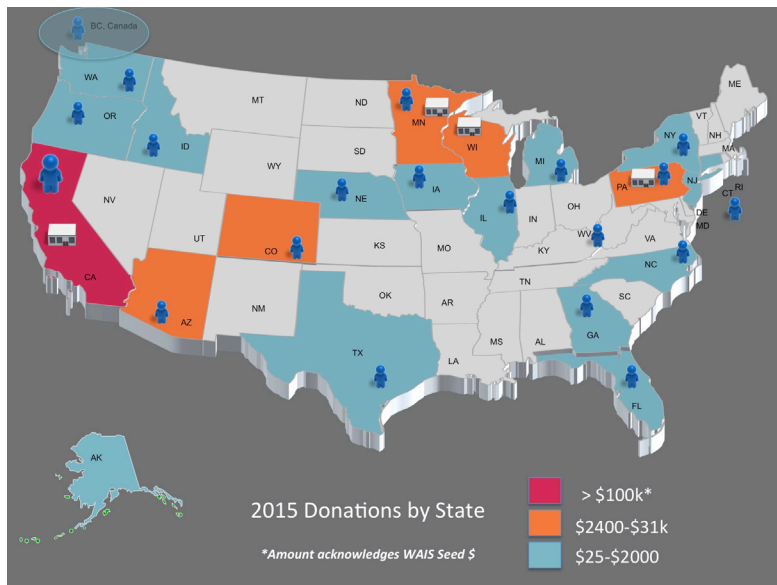 BC, Canada
WA
MT
ND
MN
ME
OR
ID
WY
SD
WI
MI
NY
VT
NH
MA
CT
RI
NV
UT
CO
NE
IA
IL
IN
OH
PA
NJ
DE
MD
WV
VA
CA
KS
MO
KY
NC
TN
SC
AZ
NM
OK
AR
MS
AL
GA
TX
LA
FL
AK
2015 Donations by State
*Amount acknowledges WAIS Seed $
> $100k*
$2400-$31k
$25-$2000